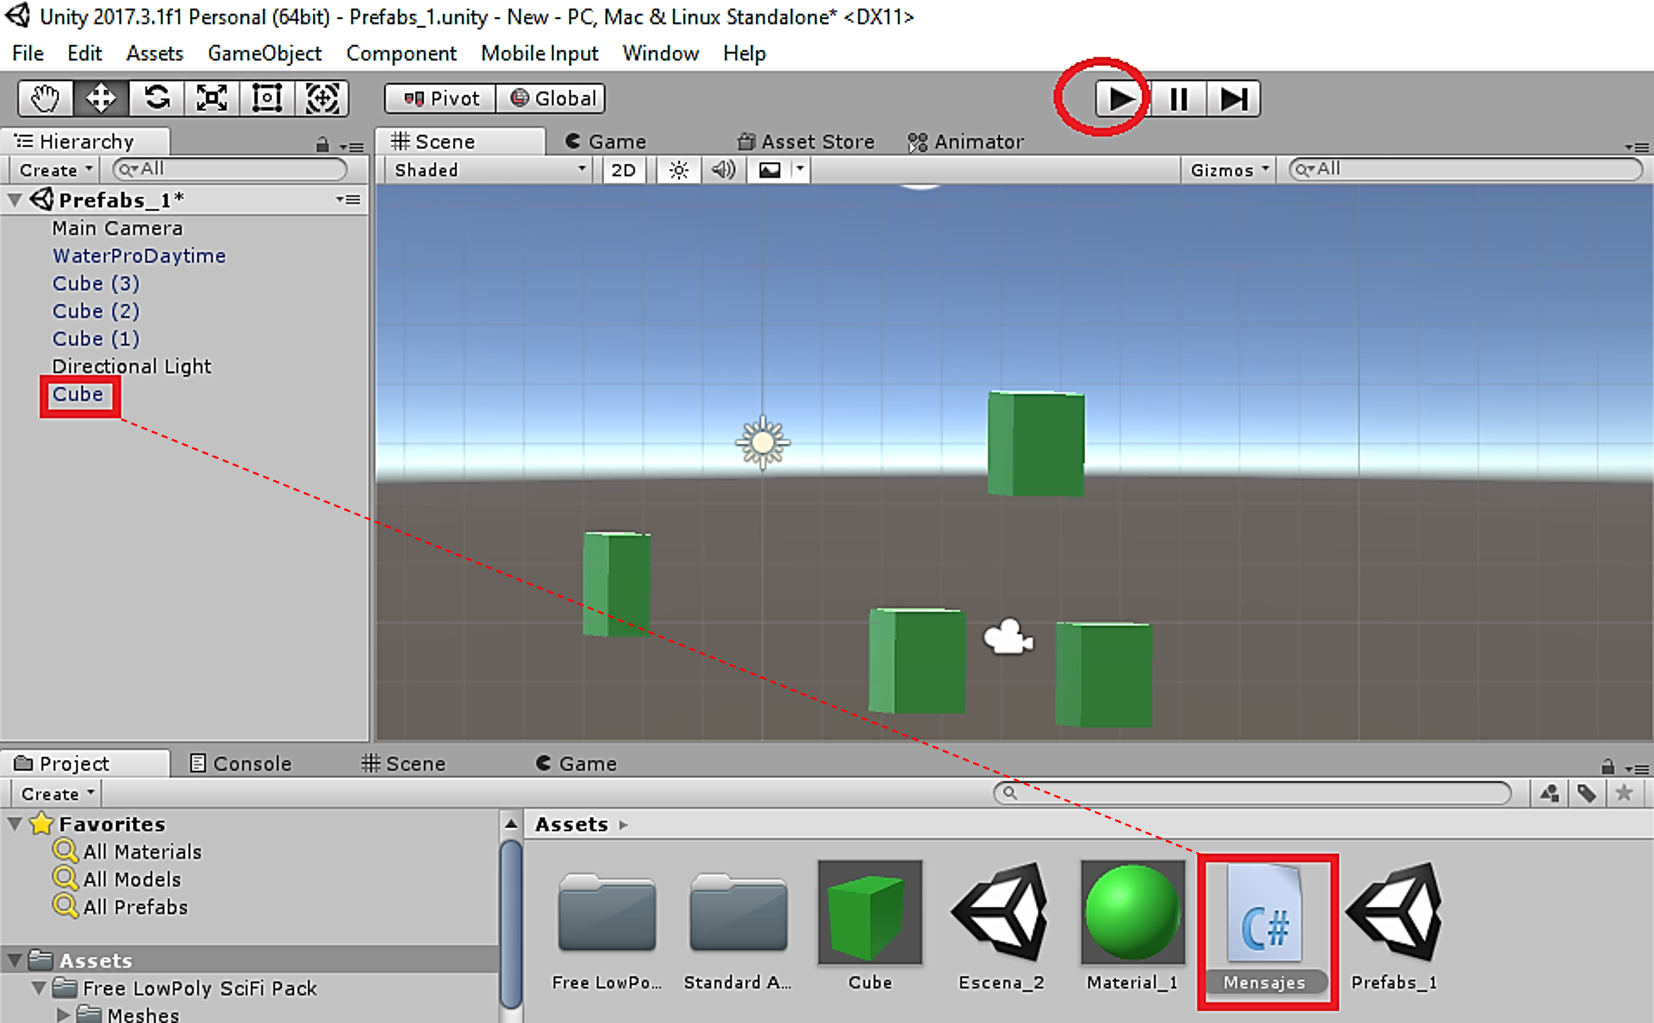 Unity 2017.3.1f1 Personal (64bit) - Prefabs_1.unity - New - PC, Mac & Linux Standalone* <DX11>
File Edit Assets GameObject Component Mobile Input Window Help
Pivot Global
Hierarchy
Create All
Prefabs_1*
Main Camera
WaterProDaytime
Cube (3)
Cube (2)
Cube (1)
Directional Light
Cube
Scene Game Asset Store Animator
Shaded 2D Gizmos All
Project Console Scene Game
Create
Favorites
All Materials
All Models
All Prefabs
Assets
Free LowPoly SciFi Pack
Meshes
Assets
C#
Free LowPo... Standard A... Cube Escena_2 Material_1 Mensajes Prefabs_1